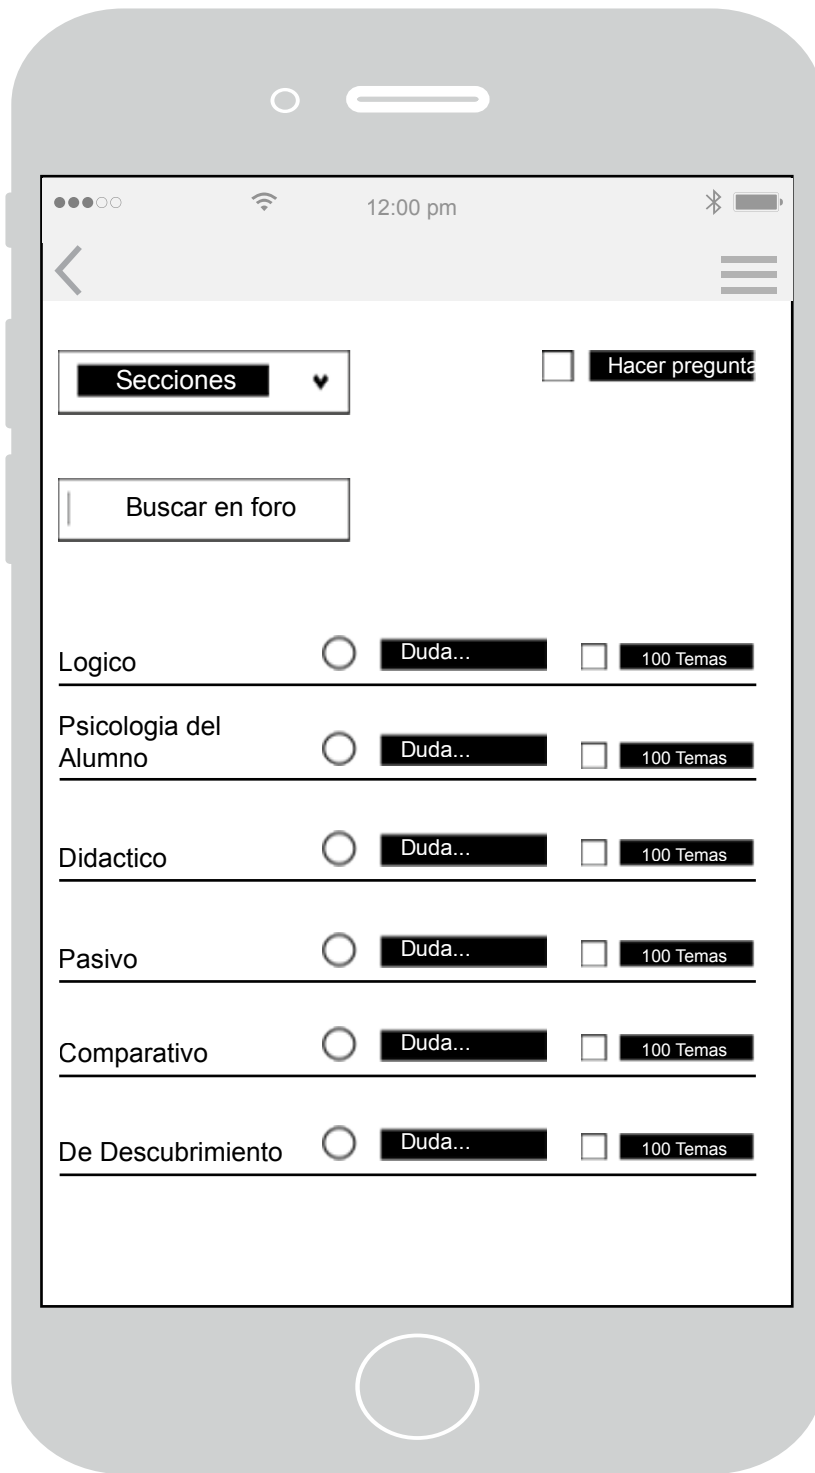 12:00 pm
Secciones
Hacer pregunta
Buscar en foro
Logico Duda... 100 Temas
Psicologia del
Alumno Duda... 100 Temas
Didactico Duda... 100 Temas
Pasivo Duda... 100 Temas
Comparativo Duda... 100 Temas
De Descubrimiento Duda... 100 Temas